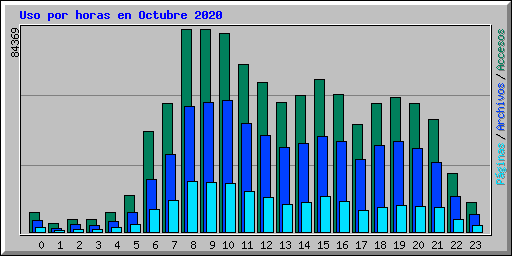 Uso por horas en Octubre 2020
84369
Páginas / Archivos / Accesos
0 1 2 3 4 5 6 7 8 9 10 11 12 13 14 15 16 17 18 19 20 21 22 23